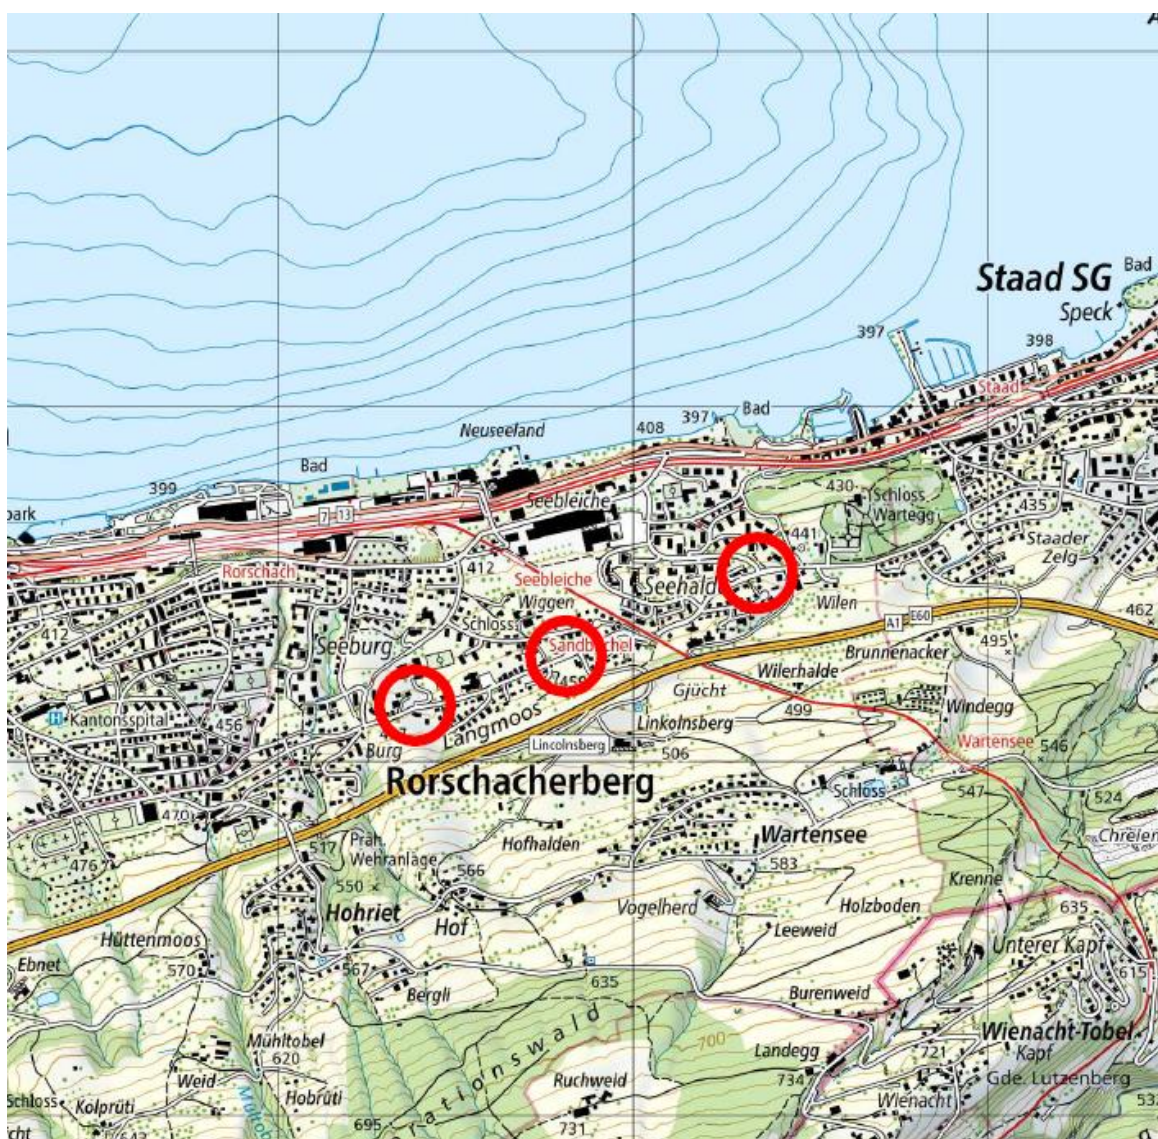 Staad SG
Bad
Speck
397
398
Staad
397
Bad
408
Neuseeland
Bad
399
park
7
13
Seebleiche
430
Schloss
Wartegg
435
441
Staader
Zelg
Rorschach
412
Seebleiche
Wiggen
Wilen
A1
E60
462
412
Seeburg
Schloss
495
Brunnenacker
Wilerhalde
Gjücht
499
Windegg
Kantonsspital
456
Burg
Langmoos
Linkolnsberg
Lincolnsberg
506
Wartensee
546
Rorschacherberg
Schloss
547
524
470
517
Präh.
Wehranlage
Hofhalden
Wartensee
583
476
550
566
Krenne
Hohriet
Hof
Vogelherd
Holzboden
635
Hüttenmoos
Leeweid
Unterer Kapf
Ebnet
570
567
635
615
Bergli
Burenweid
Mühltobel
620
700
Wienacht-Tobel
Landegg
721
Kapf
Weid
Ruchweid
734
Gde. Lutzenberg
Schloss
Kolprüti
Hobrüti
Wienacht
695
731